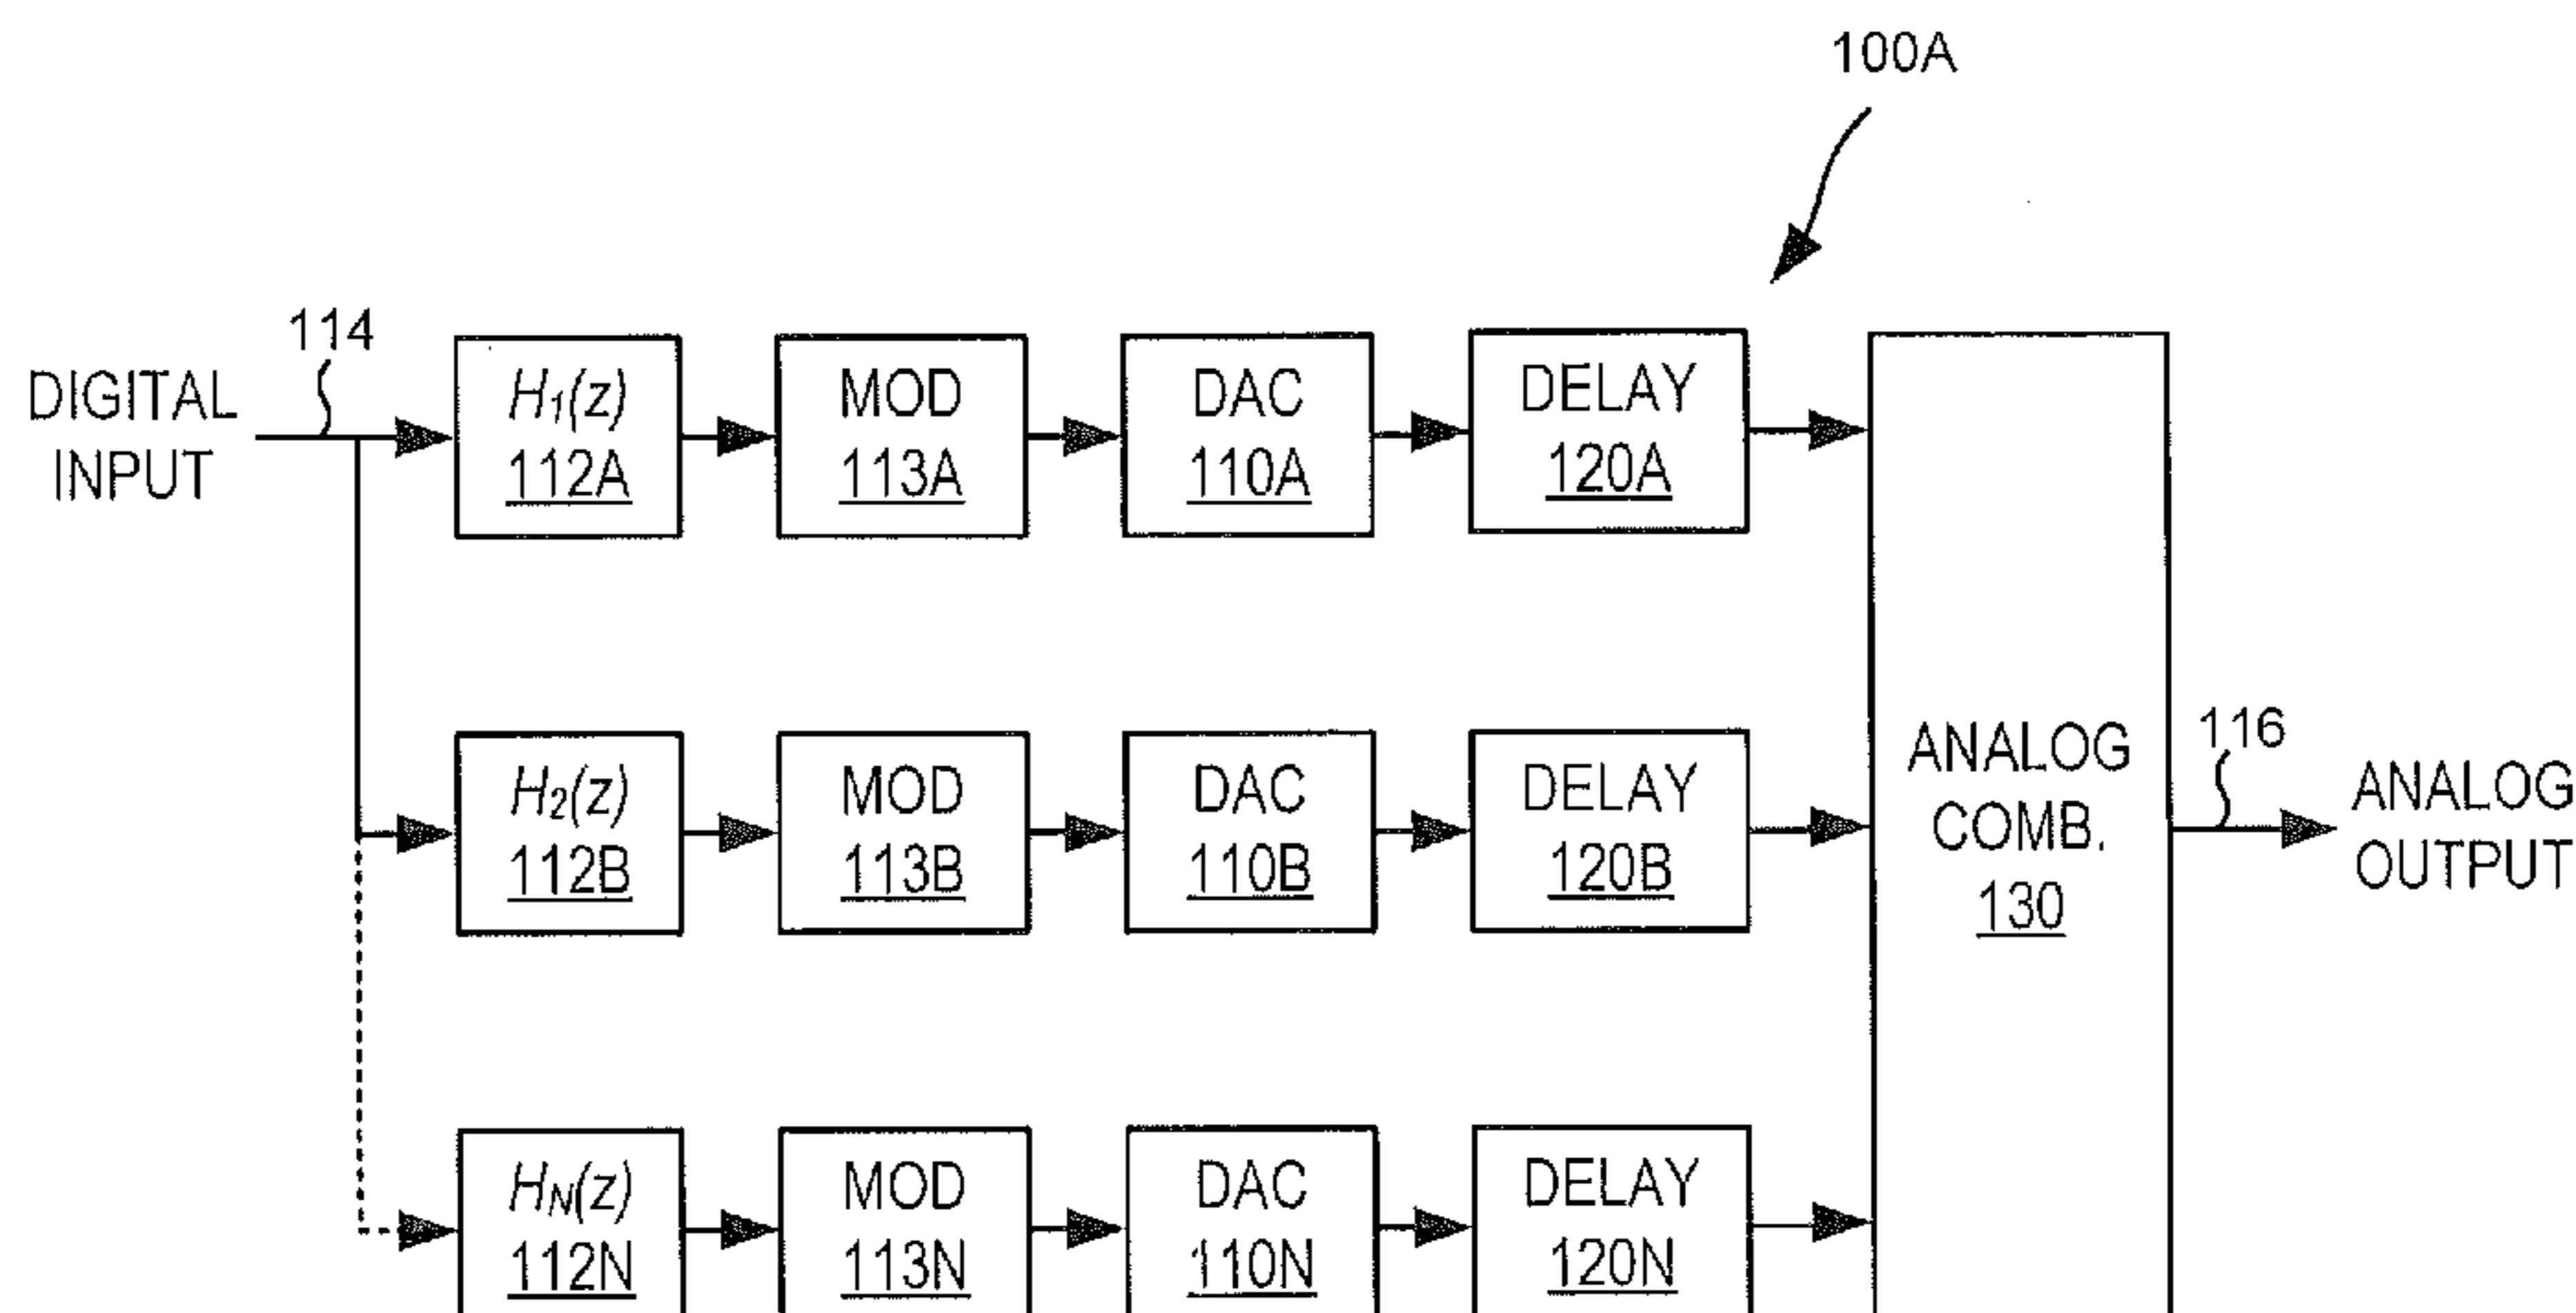 100A
114
DIGITAL
INPUT
H1(z)
112A
MOD
113A
DAC
110A
DELAY
120A
H2(z)
112B
MOD
113B
DAC
110B
DELAY
120B
ANALOG
COMB.
130
116
ANALOG
OUTPUT
HN(z)
112N
MOD
113N
DAC
110N
DELAY
120N